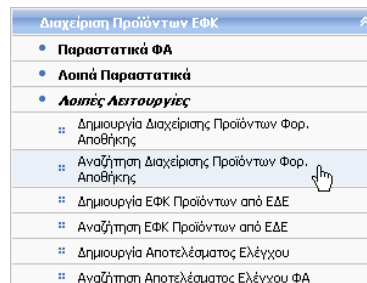 Διαχείριση Προϊόντων ΕΦΚ
Παραστατικά ΦΑ
Λοιπά Παραστατικά
Λοιπές Λειτουργίες
Δημιουργία Διαχείρισης Προϊόντων Φορ.
Αποθήκης
Αναζήτηση Διαχείρισης Προϊόντων Φορ.
Αποθήκης
Δημιουργία ΕΦΚ Προϊόντων από ΕΔΕ
Αναζήτηση ΕΦΚ Προϊόντων από ΕΔΕ
Δημιουργία Αποτελέσματος Ελέγχου
Αναζήτηση Αποτελέσματος Ελέγχου ΦΑ